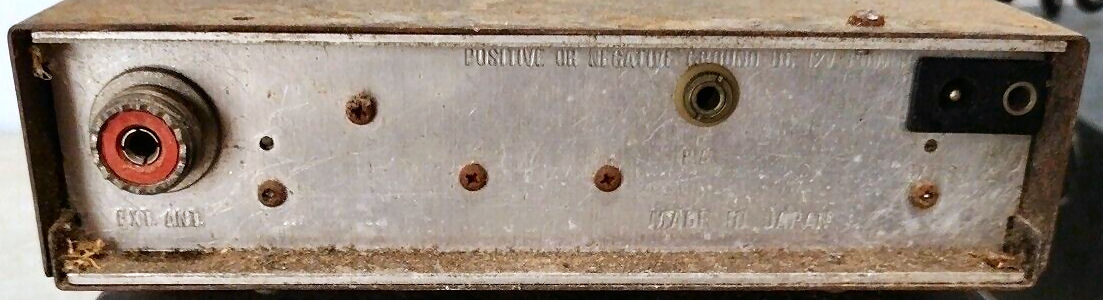 POSITIVE OR NEGATIVE GROUND DC 12V
EXT. ANT.
MADE IN JAPAN